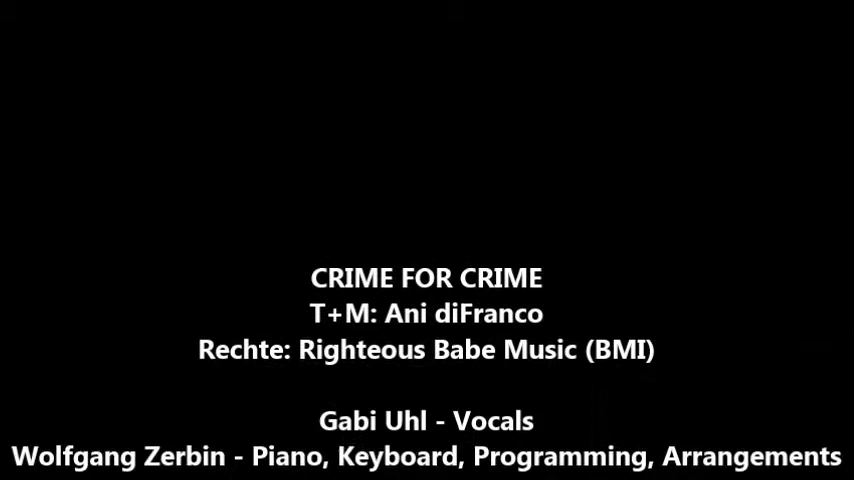 CRIME FOR CRIME
T+M: Ani diFranco
Rechte: Righteous Babe Music (BMI)
Gabi Uhl - Vocals
Wolfgang Zerbin - Piano, Keyboard, Programming, Arrangements